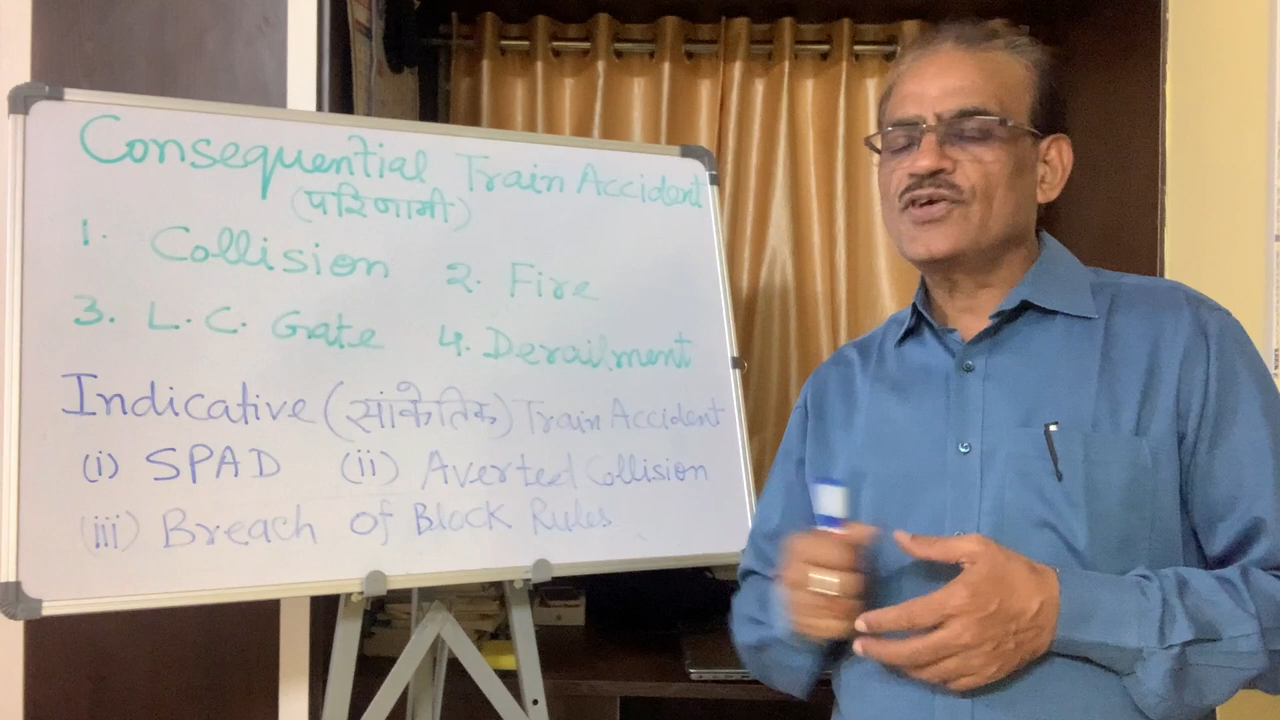 Consequential Train Accident
(परिणामी)
1. Collision 2. Fire
3. L.C. Gate 4. Derailment
Indicative (सांकेतिक) Train Accident
(i) SPAD (ii) Averted Collision
(iii) Breach of Block Rules